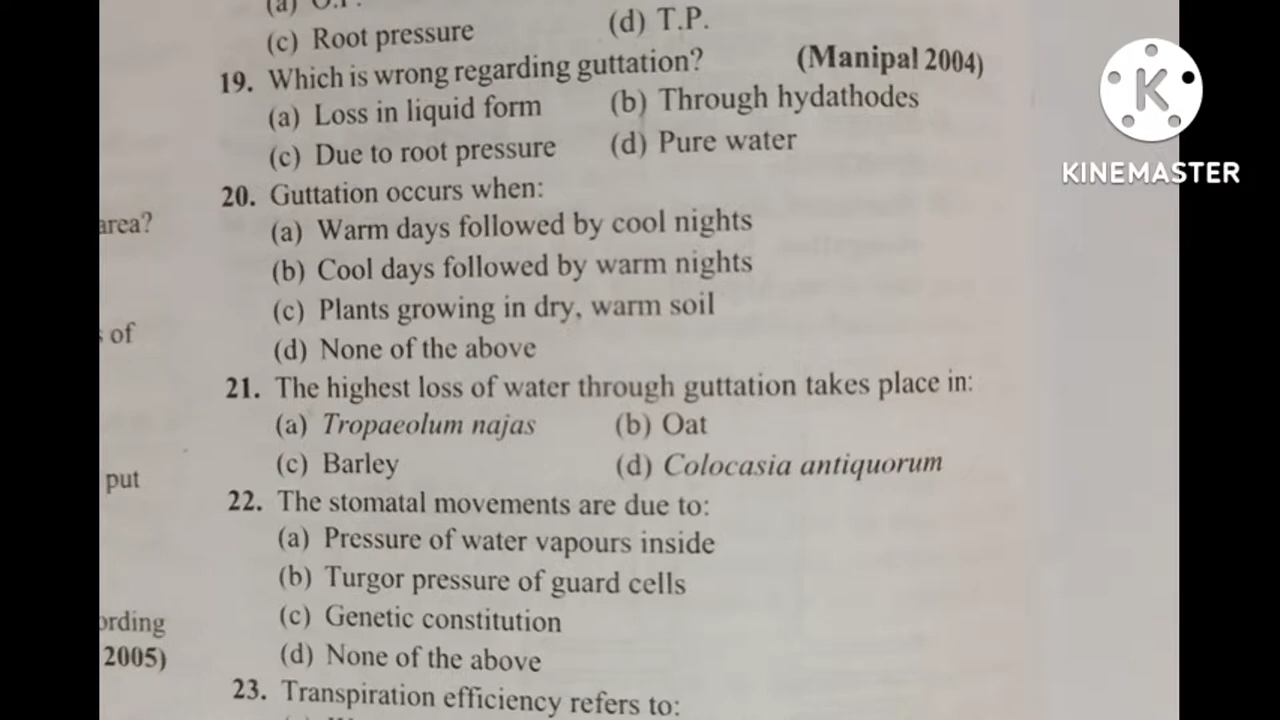 (c) Root pressure (d) T.P.
19. Which is wrong regarding guttation? (Manipal 2004)
(a) Loss in liquid form (b) Through hydathodes
(c) Due to root pressure (d) Pure water
20. Guttation occurs when:
area?
(a) Warm days followed by cool nights
(b) Cool days followed by warm nights
(c) Plants growing in dry, warm soil
of
(d) None of the above
21. The highest loss of water through guttation takes place in:
(a) Tropaeolum najas (b) Oat
(c) Barley (d) Colocasia antiquorum
put
22. The stomatal movements are due to:
(a) Pressure of water vapours inside
(b) Turgor pressure of guard cells
(c) Genetic constitution
ording
(d) None of the above
2005)
23. Transpiration efficiency refers to:
K
KINEMASTER